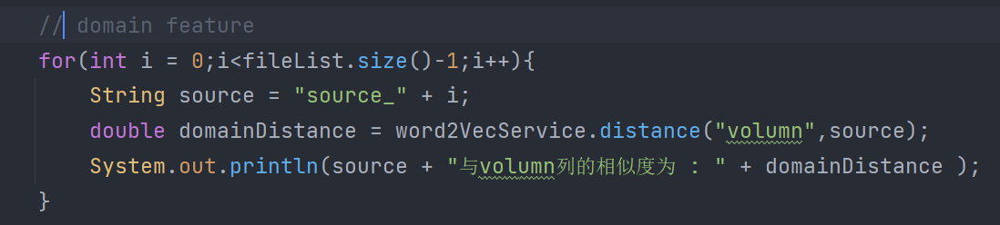 // domain feature
for(int i = 0;i<fileList.size()-1;i++){
    String source = "source_" + i;
    double domainDistance = word2VecService.distance("volumn",source);
    System.out.println(source + "与volumn列的相似度为 : " + domainDistance );
}